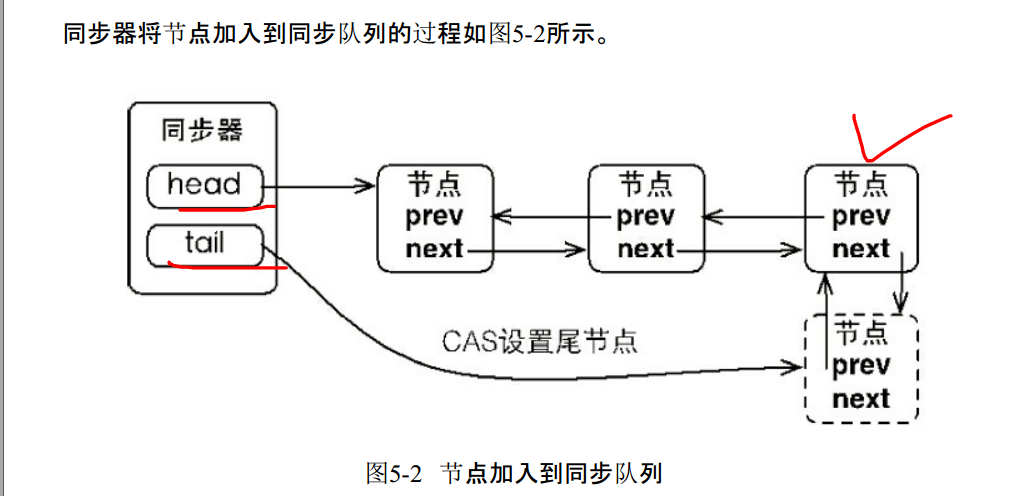 同步器将节点加入到同步队列的过程如图5-2所示。
同步器
head
tail
节点
prev
next
节点
prev
next
节点
prev
next
CAS设置尾节点
节点
prev
next
图5-2 节点加入到同步队列